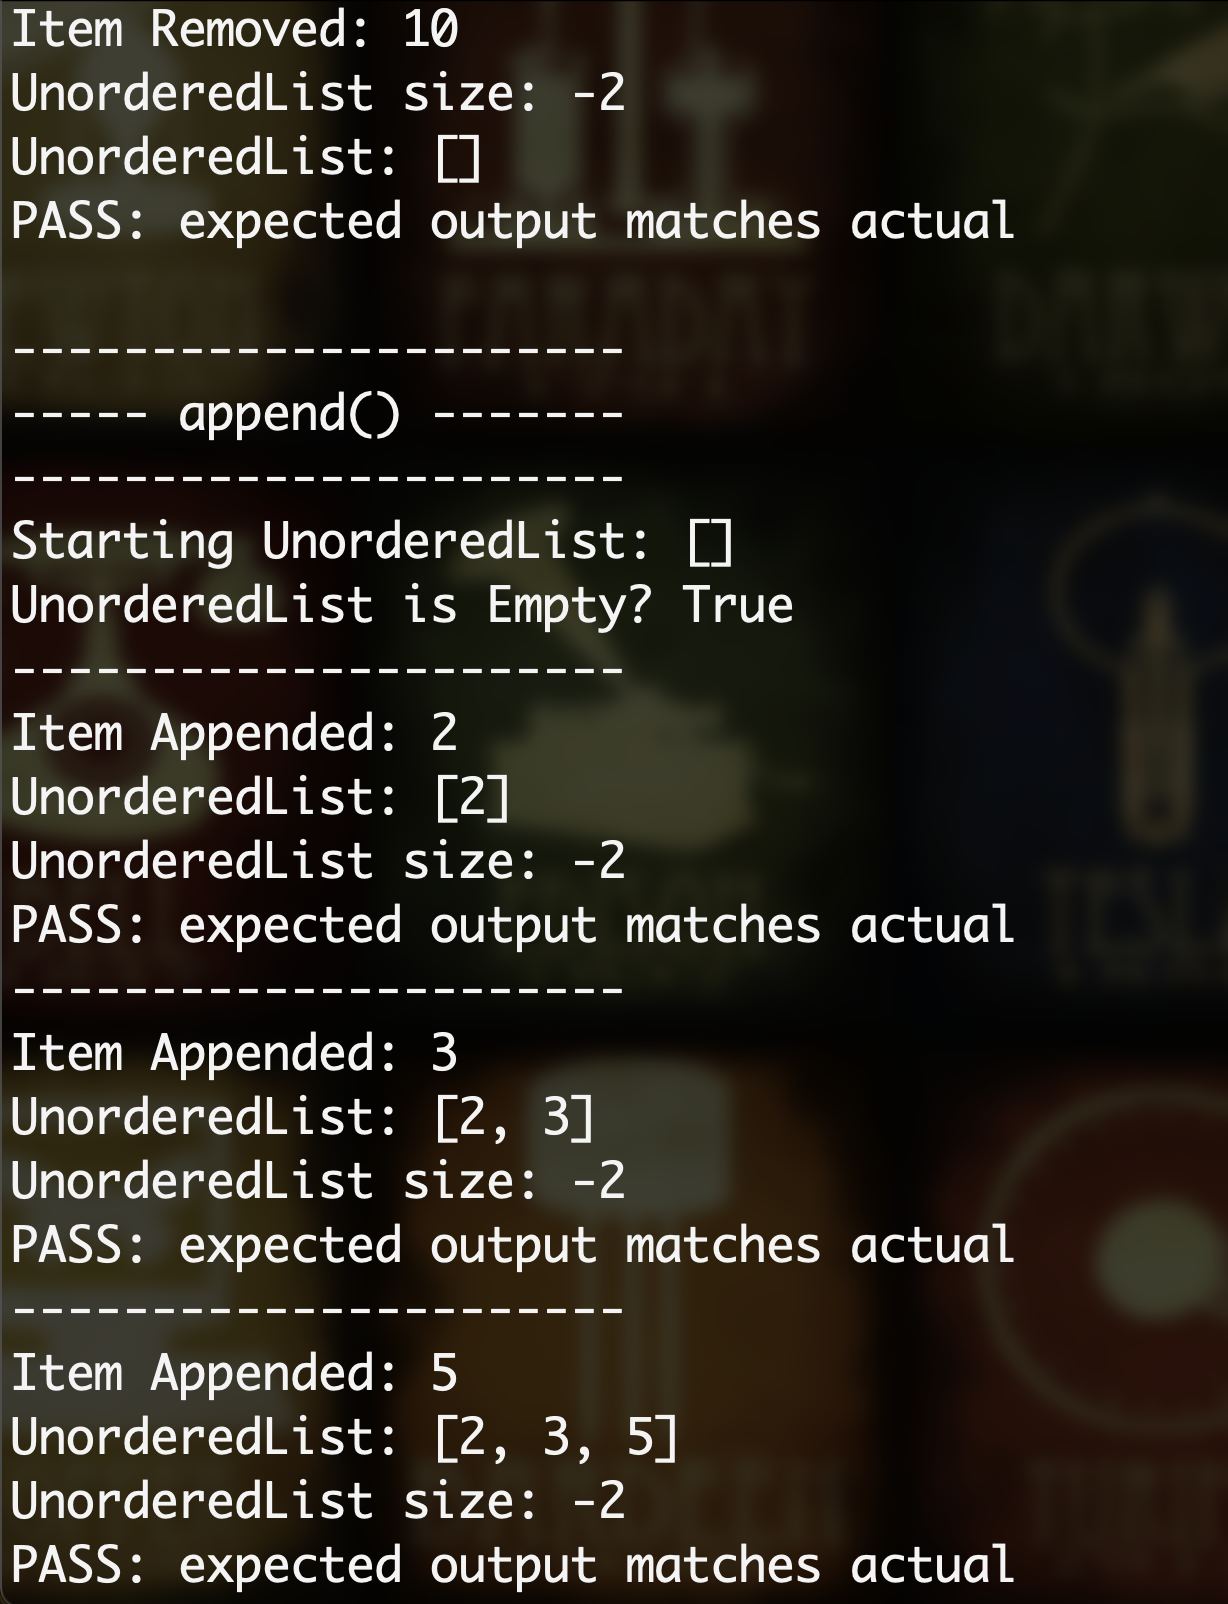 Item Removed: 10
UnorderedList size: -2
UnorderedList: []
PASS: expected output matches actual
----------------------
----- append() -------
----------------------
Starting UnorderedList: []
UnorderedList is Empty? True
----------------------
Item Appended: 2
UnorderedList: [2]
UnorderedList size: -2
PASS: expected output matches actual
----------------------
Item Appended: 3
UnorderedList: [2, 3]
UnorderedList size: -2
PASS: expected output matches actual
----------------------
Item Appended: 5
UnorderedList: [2, 3, 5]
UnorderedList size: -2
PASS: expected output matches actual